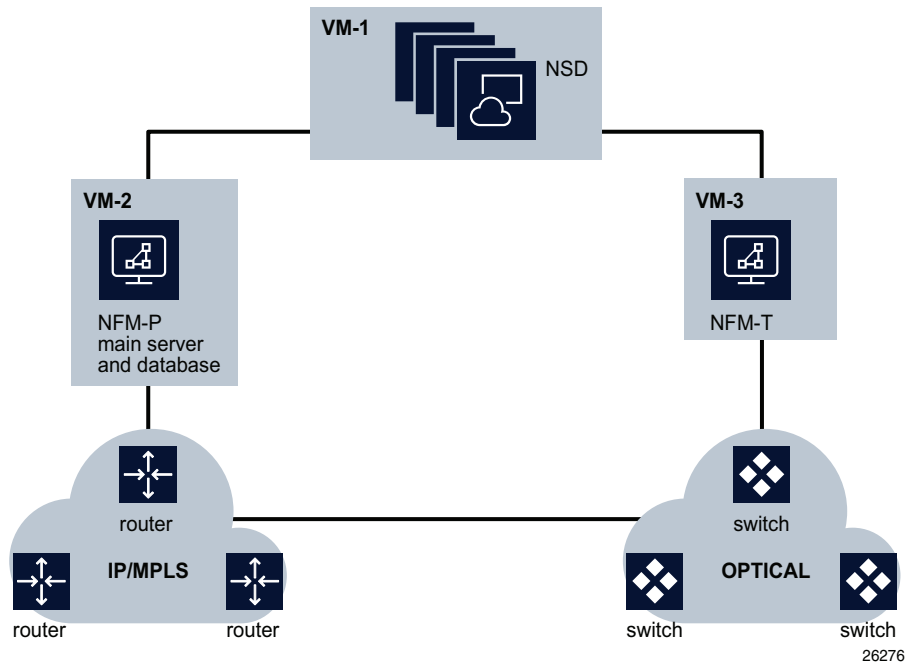 VM-1
NSD
VM-2
NFM-P
main server
and database
VM-3
NFM-T
router
IP/MPLS
router
router
switch
OPTICAL
switch
switch
26276